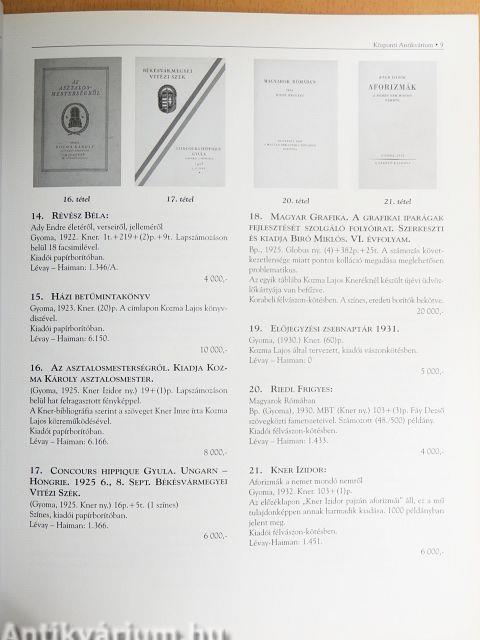 Központi Antikvárium • 9
AZ
ASZTALOS-
MESTERSÉGRŐL
BÉKÉSVÁRMEGYEI
VITÉZI SZÉK
CONCOURS HIPPIQUE
GYULA
MAGYAROK RÓMÁBAN
KNER IZIDOR
AFORIZMÁK
16. tétel
17. tétel
20. tétel
21. tétel
14. RÉVÉSZ BÉLA:
Ady Endre életéről, verseiről, jelleméről
Gyoma, 1922. Kner. 1t.+219+(2)p.+9t. Lapszámozáson
belül 18 facsimilével.
Kiadói papírborítóban.
Lévay – Haiman: 1.346/A.
4 000,-
15. HÁZI BETŰMINTAKÖNYV
Gyoma, 1923. Kner. (20)p. A címlapon Kozma Lajos könyv-
díszével.
Kiadói papírborítóban.
Lévay – Haiman: 6.150.
10 000,-
16. AZ ASZTALOSMESTERSÉGRŐL. KIADJA KOZ-
MA KÁROLY ASZTALOSMESTER.
(Gyoma, 1925. Kner Izidor ny.) 19+(1)p. Lapszámozáson
belül hat felragasztott fényképpel.
A Kner-bibliográfia szerint a szöveget Kner Imre írta Kozma
Lajos közreműködésével.
Kiadói papírborítóban.
Lévay – Haiman: 6.166.
8 000,-
17. CONCOURS HIPPIQUE GYULA. UNGARN –
HONGRIE. 1925 6., 8. SEPT. BÉKÉSVÁRMEGYEI
VITÉZI SZÉK.
(Gyoma, 1925. Kner ny.) 16p.+5t. (1 színes)
Színes, kiadói papírborítóban.
Lévay – Haiman: 1.366.
6 000,-
18. MAGYAR GRAFIKA. A GRAFIKAI IPARÁGAK
FEJLESZTÉSÉT SZOLGÁLÓ FOLYÓIRAT. SZERKESZTI
ÉS KIADJA BIRÓ MIKLÓS. VI. ÉVFOLYAM.
Bp., 1925. Globus ny. (4)+382p.+25t. A számozás követ-
kezetlensége miatt pontos kolláció megadása meglehetősen
problematikus.
Az egyik táblába Kozma Lajos Kneréknél készült újévi üdvöz-
lőkártyája van befűzve.
Korabeli félvászon-kötésben. A színes, eredeti borítók bekötve.
20 000,-
19. ELŐJEGYZÉSI ZSEBNAPTÁR 1931.
Gyoma, (1930.) Kner. (60)p.
Kozma Lajos által tervezett, kiadói vászonkötésben.
Lévay – Haiman: 0
5 000,-
20. RIEDL FRIGYES:
Magyarok Rómában
Bp. (Gyoma), 1930. MBT (Kner ny.) 103+(3)p. Fáy Dezső
szövegközti fametszeteivel. Számozott (48./500) példány.
Kiadói félvászon-kötésben.
Lévay – Haiman: 1.433.
4 000,-
21. KNER IZIDOR:
Aforizmák a nemet mondó nemről
Gyoma, 1932. Kner. 103+(1)p.
Az előzéklapon „Kner Izidor pajzán aforizmái” áll, ez a mű
tulajdonképpen annak harmadik kiadása. 1000 példányban
jelent meg.
Kiadói félvászon-kötésben.
Lévay-Haiman: 1.451.
6 000,-
Antikvárium.hu